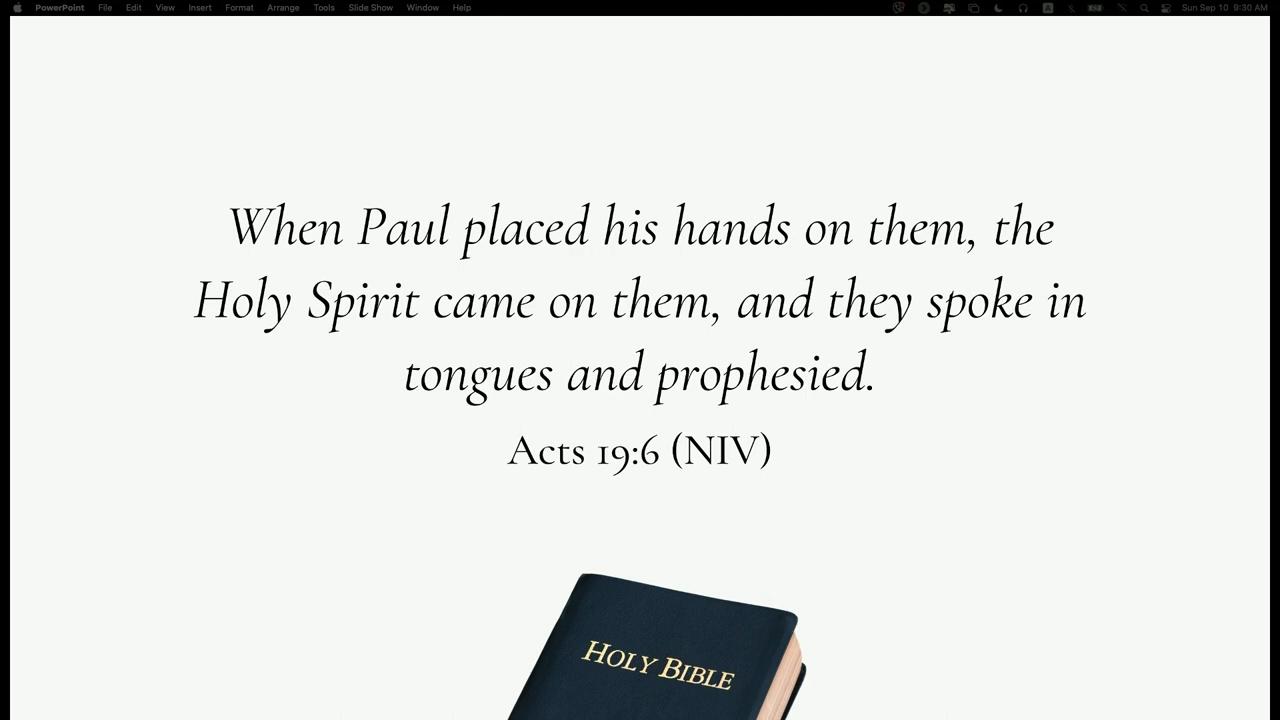 PowerPoint File Edit View Insert Format Arrange Tools Slide Show Window Help Sun Sep 10 9:30 AM
When Paul placed his hands on them, the
Holy Spirit came on them, and they spoke in
tongues and prophesied.
Acts 19:6 (NIV)
HOLY BIBLE